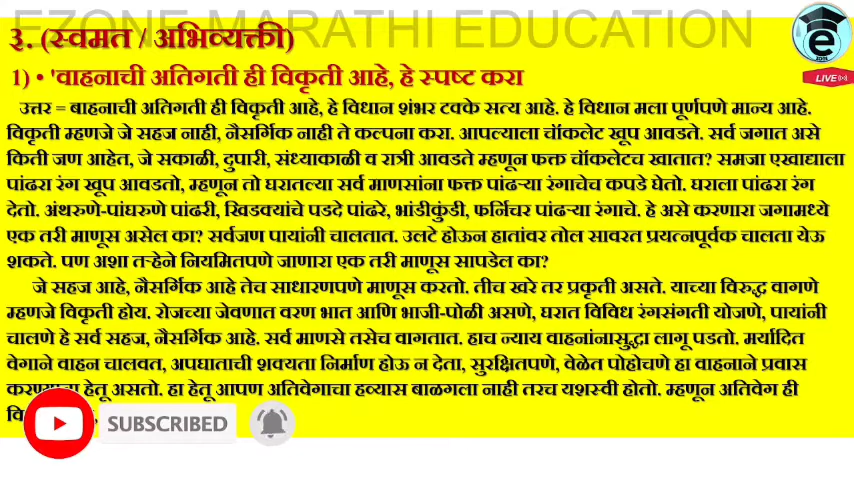 EZONE MARATHI EDUCATION
रू. (स्वमत / अभिव्यक्ती)
e
EZONE
LIVE
1) • 'वाहनाची अतिगती ही विकृती आहे, हे स्पष्ट करा
उत्तर = बाहनाची अतिगती ही विकृती आहे, हे विधान शंभर टक्के सत्य आहे. हे विधान मला पूर्णपणे मान्य आहे.
विकृती म्हणजे जे सहज नाही, नैसर्गिक नाही ते कल्पना करा. आपल्याला चॉकलेट खूप आवडते. सर्व जगात असे
किती जण आहेत, जे सकाळी, दुपारी, संध्याकाळी व रात्री आवडते म्हणून फक्त चॉकलेटच खातात? समजा एखाद्याला
पांढरा रंग खूप आवडतो, म्हणून तो घरातल्या सर्व माणसांना फक्त पांढऱ्या रंगाचेच कपडे घेतो. घराला पांढरा रंग
देतो. अंथरुणे-पांघरुणे पांढरी, खिडक्यांचे पडदे पांढरे, भांडीकुंडी, फर्निचर पांढऱ्या रंगाचे. हे असे करणारा जगामध्ये
एक तरी माणूस असेल का? सर्वजण पायांनी चालतात. उलटे होऊन हातांवर तोल सावरत प्रयत्नपूर्वक चालता येऊ
शकते. पण अशा तऱ्हेने नियमितपणे जाणारा एक तरी माणूस सापडेल का?
जे सहज आहे, नैसर्गिक आहे तेच साधारणपणे माणूस करतो. तीच खरे तर प्रकृती असते. याच्या विरुद्ध वागणे
म्हणजे विकृती होय. रोजच्या जेवणात वरण भात आणि भाजी-पोळी असणे, घरात विविध रंगसंगती योजणे, पायांनी
चालणे हे सर्व सहज, नैसर्गिक आहे. सर्व माणसे तसेच वागतात. हाच न्याय वाहनांनासुद्धा लागू पडतो. मर्यादित
वेगाने वाहन चालवत, अपघाताची शक्यता निर्माण होऊ न देता, सुरक्षितपणे, वेळेत पोहोचणे हा वाहनाने प्रवास
हेतू असतो. हा हेतू आपण अतिवेगाचा हव्यास बाळगला नाही तरच यशस्वी होतो. म्हणून अतिवेग ही
SUBSCRIBED